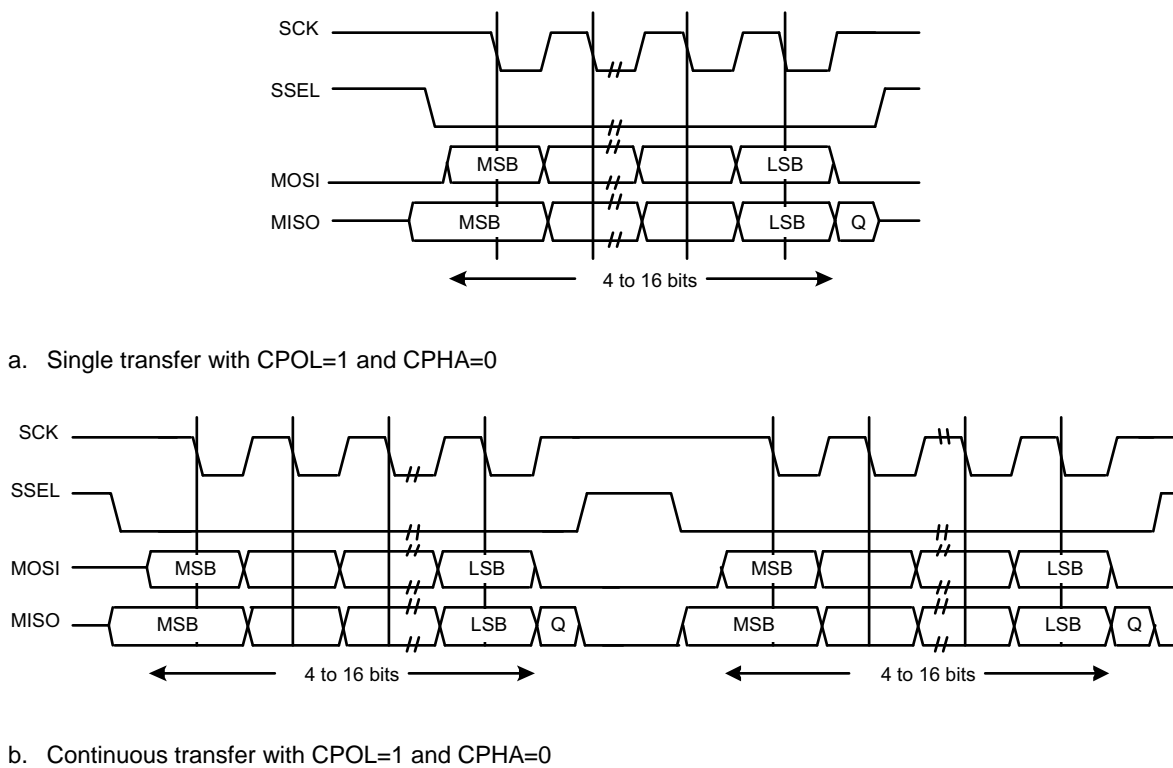 SCK
SSEL
MOSI
MSB
LSB
MISO
MSB
LSB
Q
4 to 16 bits
a. Single transfer with CPOL=1 and CPHA=0
SCK
SSEL
MOSI
MSB
LSB
MSB
LSB
MISO
MSB
LSB
Q
MSB
LSB
Q
4 to 16 bits
4 to 16 bits
b. Continuous transfer with CPOL=1 and CPHA=0